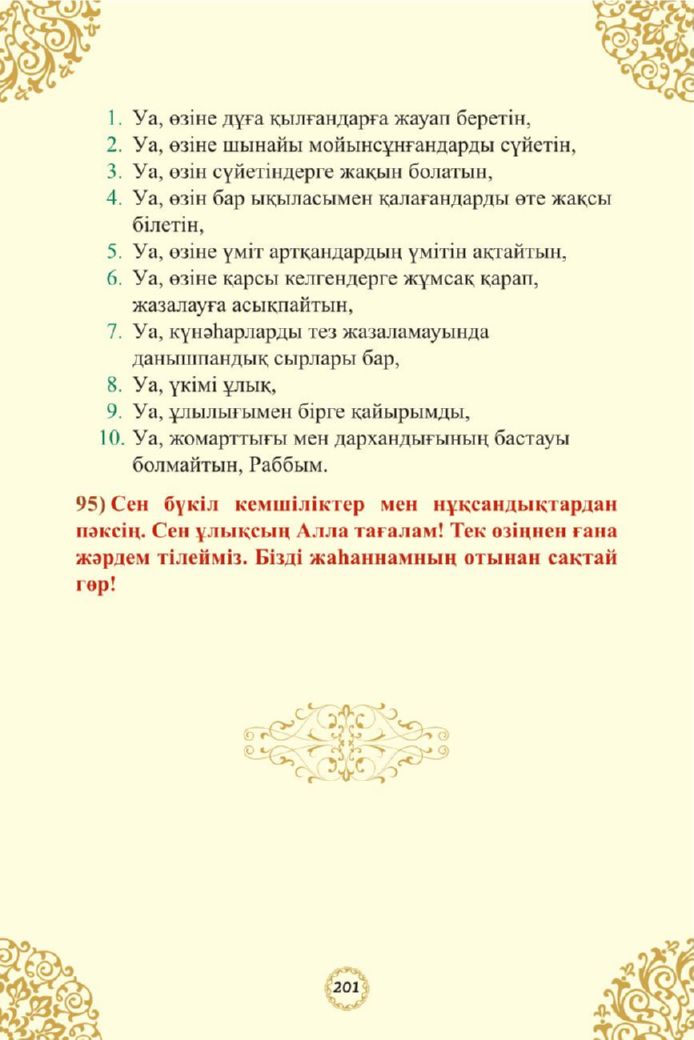 1. Уа, өзіне дұға қылғандарға жауап беретін,
2. Уа, өзіне шынайы мойынсұнғандарды сүйетін,
3. Уа, өзін сүйетіндерге жақын болатын,
4. Уа, өзін бар ықыласымен қалағандарды өте жақсы
білетін,
5. Уа, өзіне үміт артқандардың үмітін ақтайтын,
6. Уа, өзіне қарсы келгендерге жұмсақ қарап,
жазалауға асықпайтын,
7. Уа, күнәһарларды тез жазаламауында
данышпандық сырлары бар,
8. Уа, үкімі ұлық,
9. Уа, ұлылығымен бірге қайырымды,
10. Уа, жомарттығы мен дархандығының бастауы
болмайтын, Раббым.
95) Сен бүкіл кемшіліктер мен нұқсандықтардан
пәксің. Сен ұлықсың Алла тағалам! Тек өзіңнен ғана
жәрдем тілейміз. Бізді жаһаннамның отынан сақтай
гөр!
201